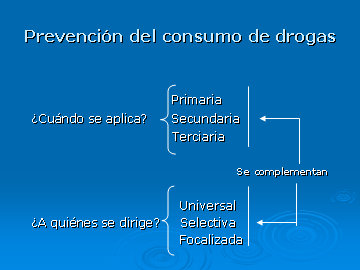 Prevención del consumo de drogas
Primaria
¿Cuándo se aplica? Secundaria
Terciaria
Se complementan
Universal
¿A quiénes se dirige? Selectiva
Focalizada